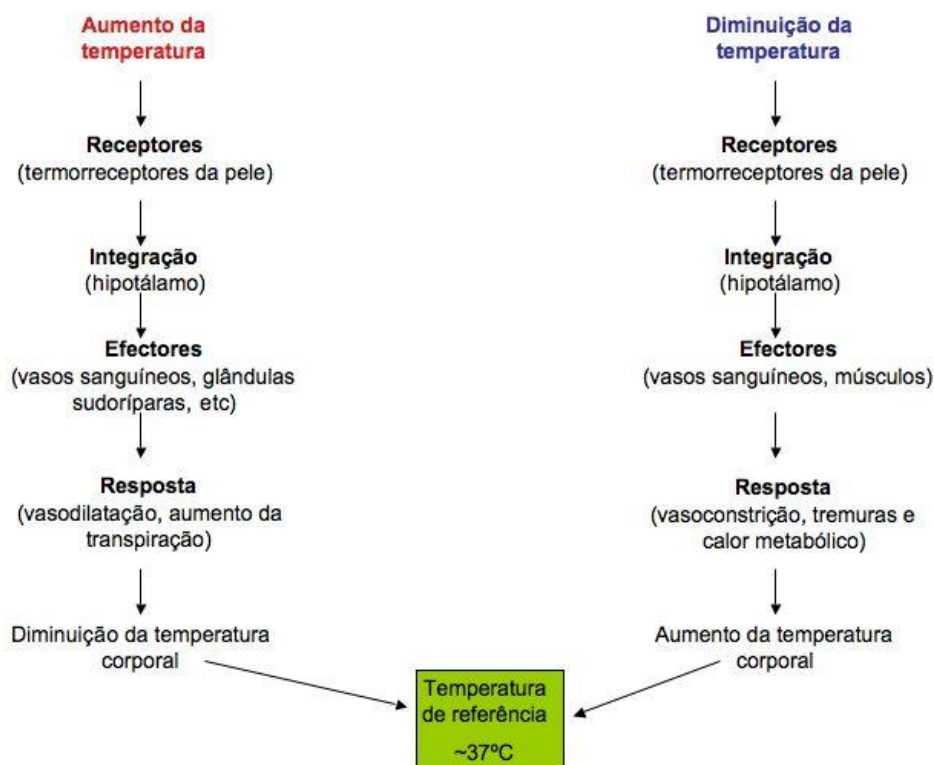 Aumento da
temperatura
Receptores
(termorreceptores da pele)
Integração
(hipotálamo)
Efectores
(vasos sanguíneos, glândulas
sudoríparas, etc)
Resposta
(vasodilatação, aumento da
transpiração)
Diminuição da temperatura
corporal
Diminuição da
temperatura
Receptores
(termorreceptores da pele)
Integração
(hipotálamo)
Efectores
(vasos sanguíneos, músculos)
Resposta
(vasoconstrição, tremuras e
calor metabólico)
Aumento da temperatura
corporal
Temperatura
de referência
~37ºC